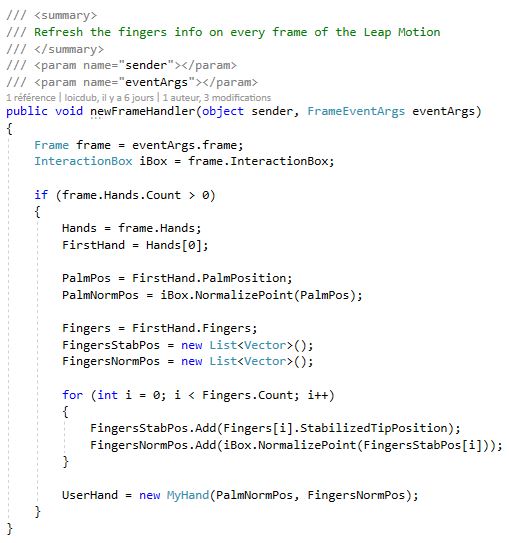 /// <summary>
/// Refresh the fingers info on every frame of the Leap Motion
/// </summary>
/// <param name="sender"></param>
/// <param name="eventArgs"></param>
1 référence | loicdub, il y a 6 jours | 1 auteur, 3 modifications
public void newFrameHandler(object sender, FrameEventArgs eventArgs)
{
    Frame frame = eventArgs.frame;
    InteractionBox iBox = frame.InteractionBox;

    if (frame.Hands.Count > 0)
    {
        Hands = frame.Hands;
        FirstHand = Hands[0];

        PalmPos = FirstHand.PalmPosition;
        PalmNormPos = iBox.NormalizePoint(PalmPos);

        Fingers = FirstHand.Fingers;
        FingersStabPos = new List<Vector>();
        FingersNormPos = new List<Vector>();

        for (int i = 0; i < Fingers.Count; i++)
        {
            FingersStabPos.Add(Fingers[i].StabilizedTipPosition);
            FingersNormPos.Add(iBox.NormalizePoint(FingersStabPos[i]));
        }

        UserHand = new MyHand(PalmNormPos, FingersNormPos);
    }
}